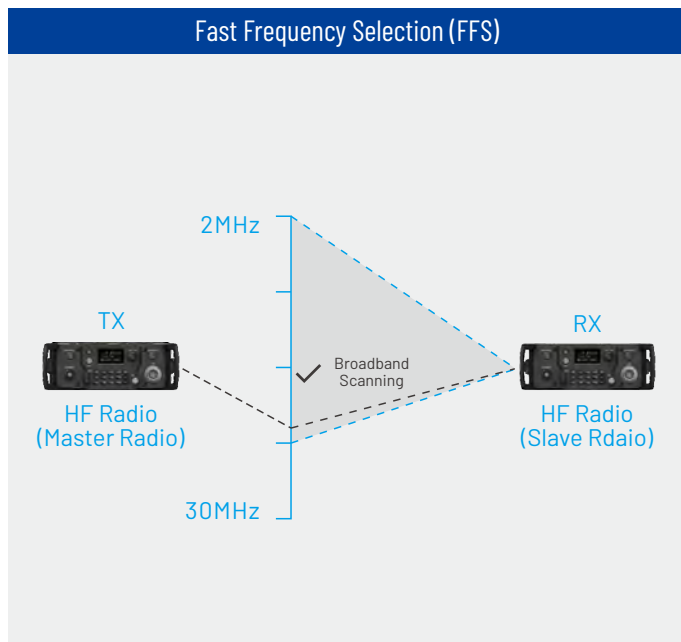 Fast Frequency Selection (FFS)
2MHz
TX
RX
Broadband
Scanning
HF Radio
(Master Radio)
HF Radio
(Slave Rdaio)
30MHz